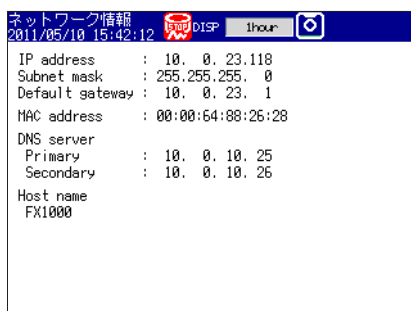 ネットワーク情報
2011/05/10 15:42:12 STOP DISP 1hour
IP address : 10. 0. 23.118
Subnet mask : 255.255.255. 0
Default gateway : 10. 0. 23. 1
MAC address : 00:00:64:88:26:28
DNS server
Primary : 10. 0. 10. 25
Secondary : 10. 0. 10. 26
Host name
FX1000